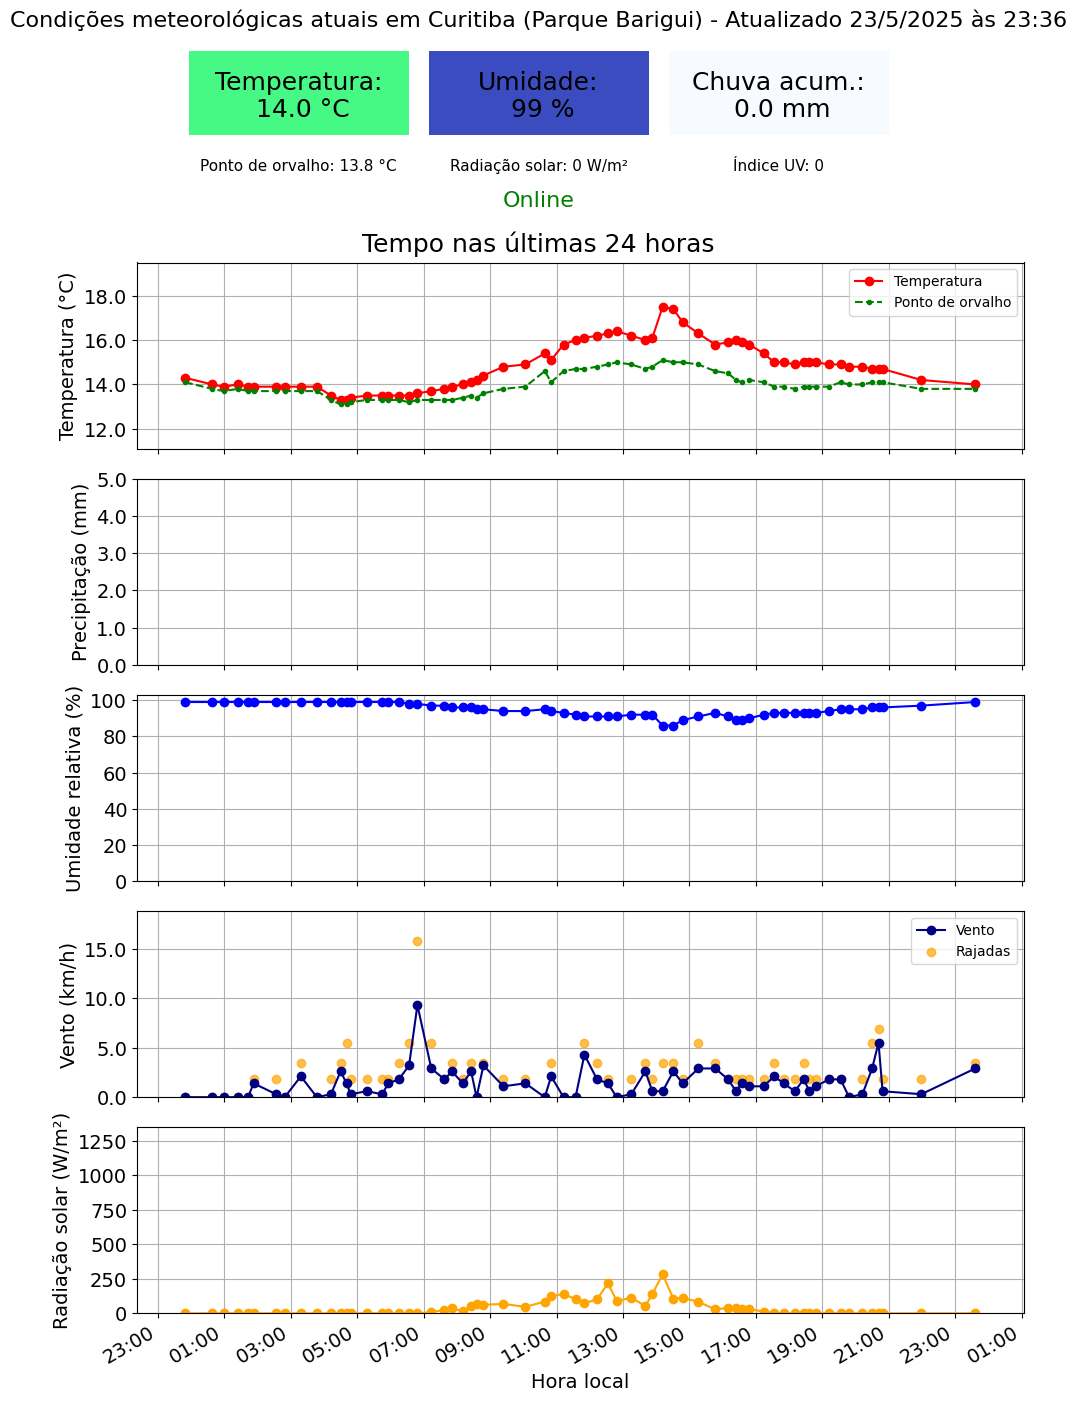 Condições meteorológicas atuais em Curitiba (Parque Barigui) - Atualizado 23/5/2025 às 23:36
Temperatura:
14.0 °C
Umidade:
99 %
Chuva acum.:
0.0 mm
Ponto de orvalho: 13.8 °C
Radiação solar: 0 W/m²
Índice UV: 0
Online
Tempo nas últimas 24 horas
Temperatura (°C)
18.0
16.0
14.0
12.0
Temperatura
Ponto de orvalho
Precipitação (mm)
5.0
4.0
3.0
2.0
1.0
0.0
Umidade relativa (%)
100
80
60
40
20
0
Vento (km/h)
15.0
10.0
5.0
0.0
Vento
Rajadas
Radiação solar (W/m²)
1250
1000
750
500
250
0
23:00
01:00
03:00
05:00
07:00
09:00
11:00
13:00
15:00
17:00
19:00
21:00
23:00
01:00
Hora local